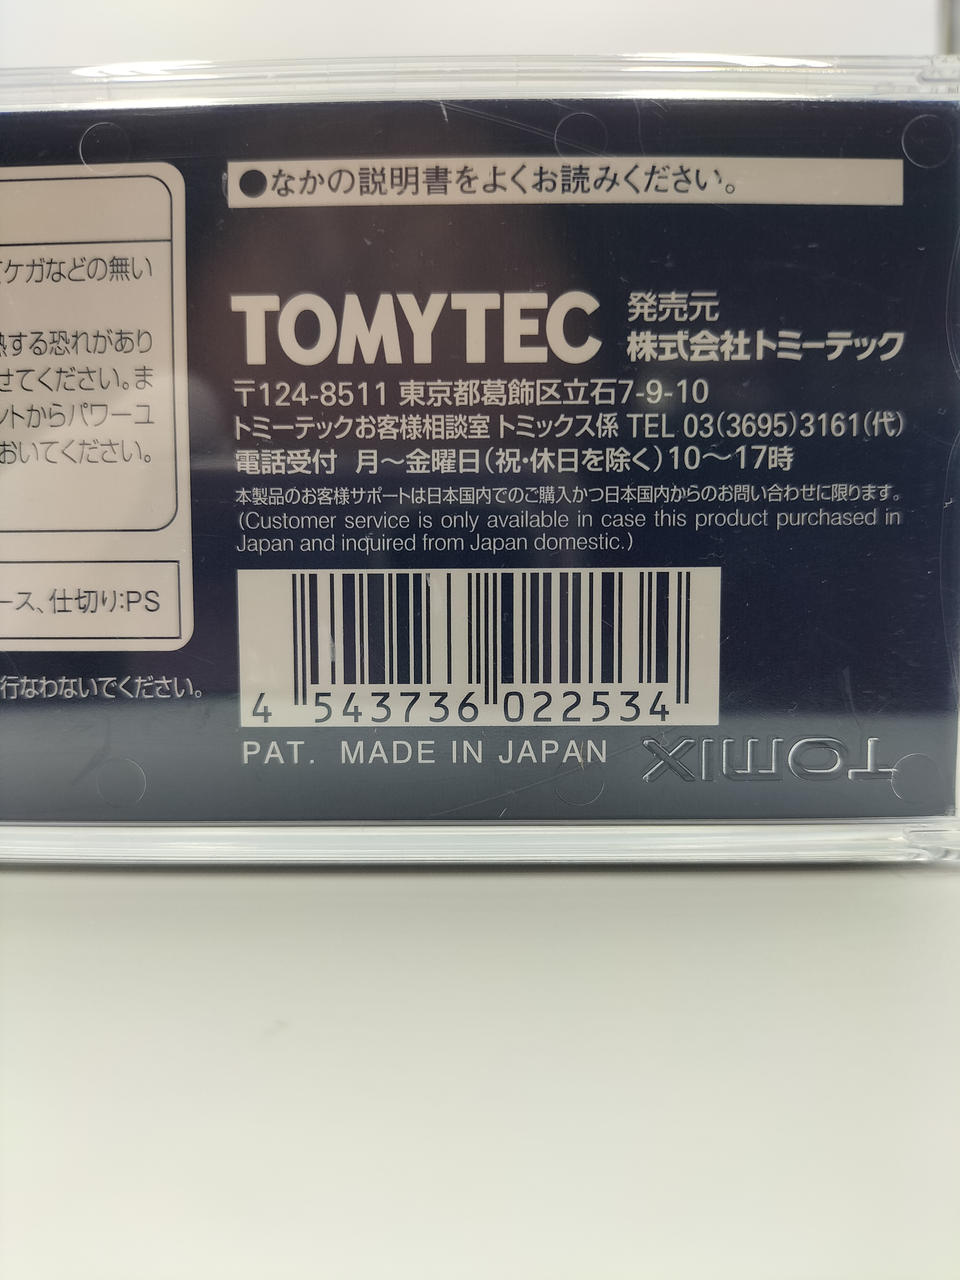 ●なかの説明書をよくお読みください。
ケガなどの無い
熱する恐れがあり
せてください。ま
ントからパワーユ
おいてください。
ース、仕切り:PS
行なわないでください。
TOMYTEC
発売元
株式会社トミーテック
〒124-8511 東京都葛飾区立石7-9-10
トミーテックお客様相談室 トミックス係 TEL 03(3695)3161(代)
電話受付 月〜金曜日(祝・休日を除く)10〜17時
本製品のお客様サポートは日本国内でのご購入かつ日本国内からのお問い合わせに限ります。
(Customer service is only available in case this product purchased in
Japan and inquired from Japan domestic.)
4 543736 022534
PAT. MADE IN JAPAN
TOMIX